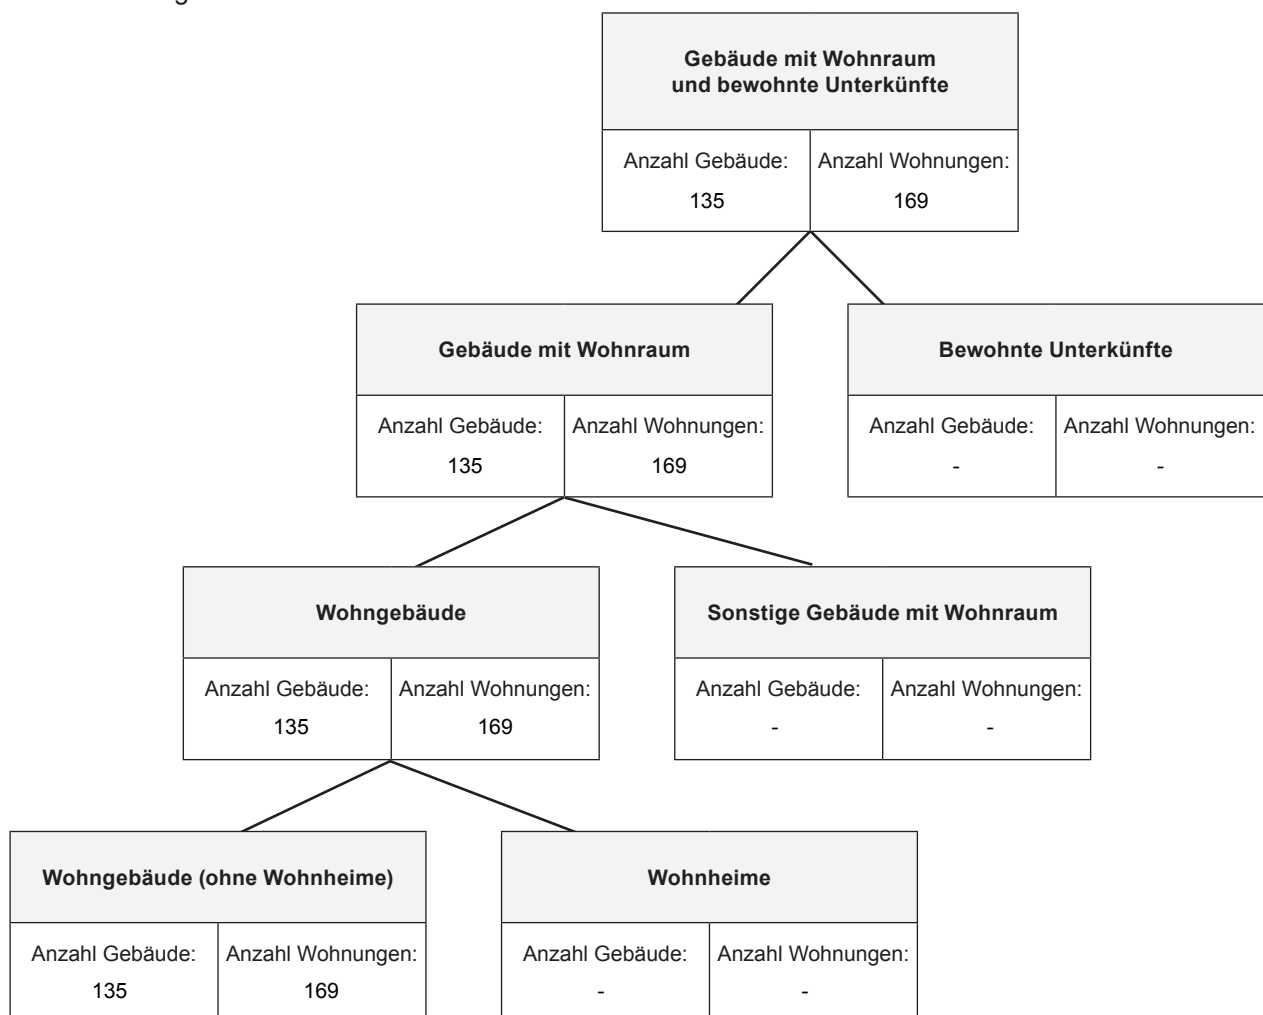 Gebäude mit Wohnraum
und bewohnte Unterkünfte
Anzahl Gebäude:
135
Anzahl Wohnungen:
169
Gebäude mit Wohnraum
Anzahl Gebäude:
135
Anzahl Wohnungen:
169
Bewohnte Unterkünfte
Anzahl Gebäude:
-
Anzahl Wohnungen:
-
Wohngebäude
Anzahl Gebäude:
135
Anzahl Wohnungen:
169
Sonstige Gebäude mit Wohnraum
Anzahl Gebäude:
-
Anzahl Wohnungen:
-
Wohngebäude (ohne Wohnheime)
Anzahl Gebäude:
135
Anzahl Wohnungen:
169
Wohnheime
Anzahl Gebäude:
-
Anzahl Wohnungen:
-